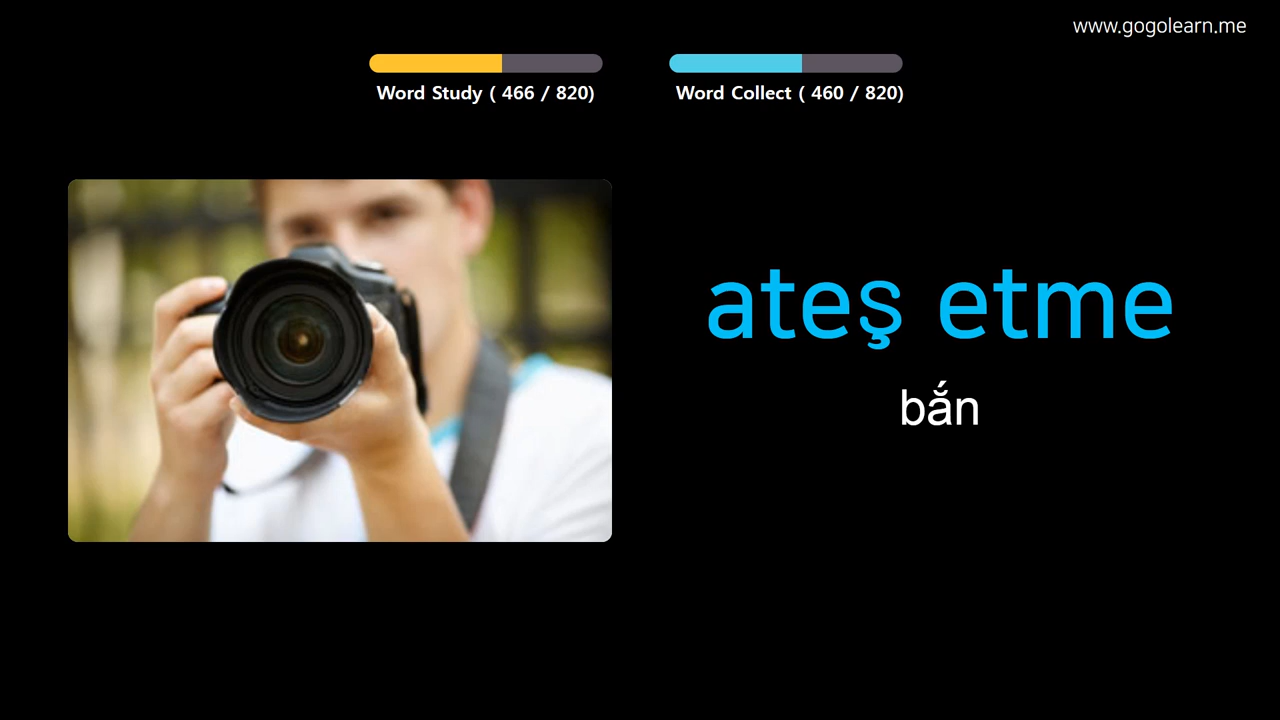 www.gogolearn.me
Word Study ( 466 / 820)
Word Collect ( 460 / 820)
ateş etme
bắn